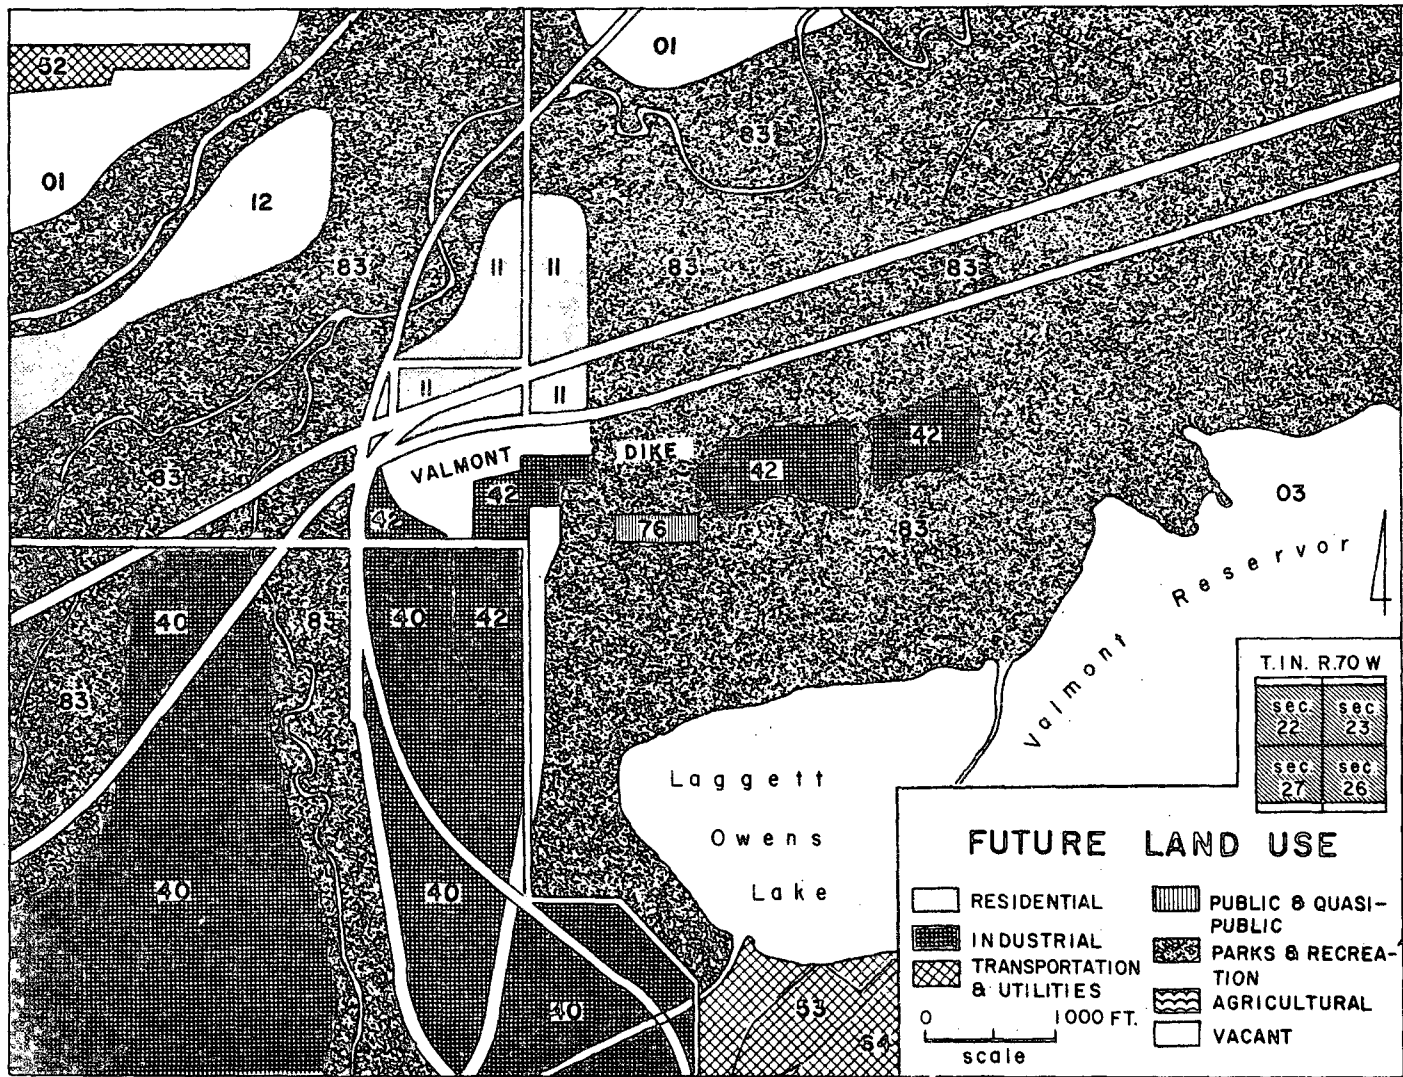 01
52
83
83
01
12
83
11
11
83
83
11
11
VALMONT
DIKE
42
42
83
42
42
76
83
03
Valmont Reservor
40
83
40
42
83
Laggett
Owens
Lake
40
40
40
53
54
T. I N. R. 70 W
sec. 22
sec 23
sec. 27
sec 26
FUTURE LAND USE
RESIDENTIAL
INDUSTRIAL
TRANSPORTATION
& UTILITIES
PUBLIC & QUASI-
PUBLIC
PARKS & RECREA-
TION
AGRICULTURAL
VACANT
0 1000 FT.
scale